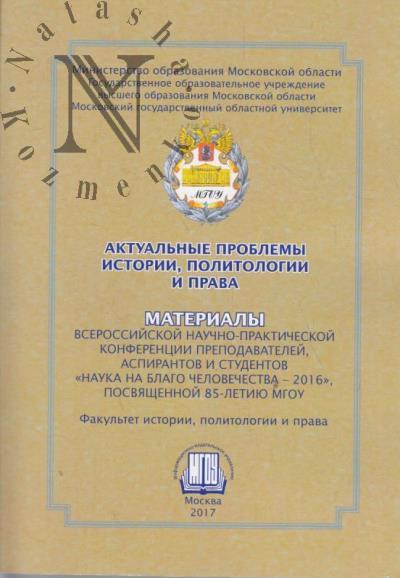 Natasha Kozmenko
N
Министерство образования Московской области
Государственное образовательное учреждение
высшего образования Московской области
Московский государственный областной университет
МГОУ
АКТУАЛЬНЫЕ ПРОБЛЕМЫ
ИСТОРИИ, ПОЛИТОЛОГИИ
И ПРАВА
МАТЕРИАЛЫ
ВСЕРОССИЙСКОЙ НАУЧНО-ПРАКТИЧЕСКОЙ
КОНФЕРЕНЦИИ ПРЕПОДАВАТЕЛЕЙ,
АСПИРАНТОВ И СТУДЕНТОВ
«НАУКА НА БЛАГО ЧЕЛОВЕЧЕСТВА – 2016»,
ПОСВЯЩЕННОЙ 85-ЛЕТИЮ МГОУ
Факультет истории, политологии и права
МГОУ
Москва
2017